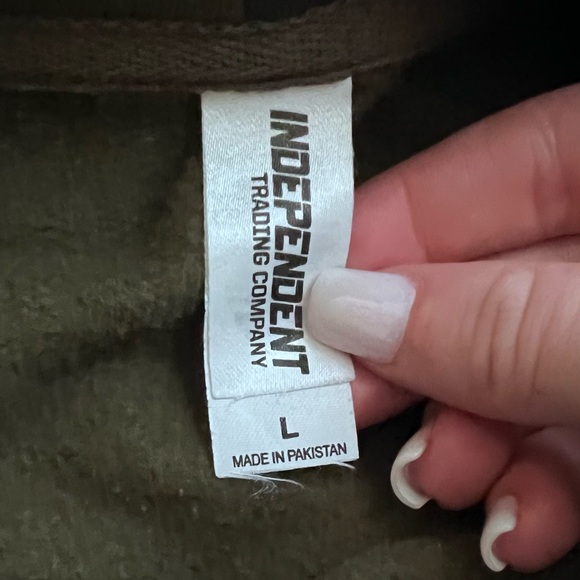 INDEPENDENT
TRADING COMPANY
L
MADE IN PAKISTAN